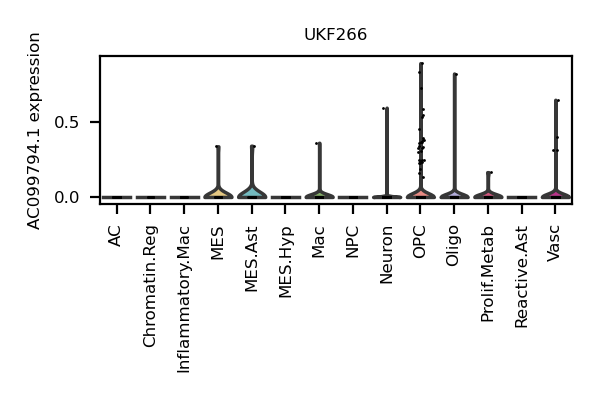 UKF266
AC099794.1 expression
0.5
0.0
AC
Chromatin.Reg
Inflammatory.Mac
MES
MES.Ast
MES.Hyp
Mac
NPC
Neuron
OPC
Oligo
Prolif.Metab
Reactive.Ast
Vasc